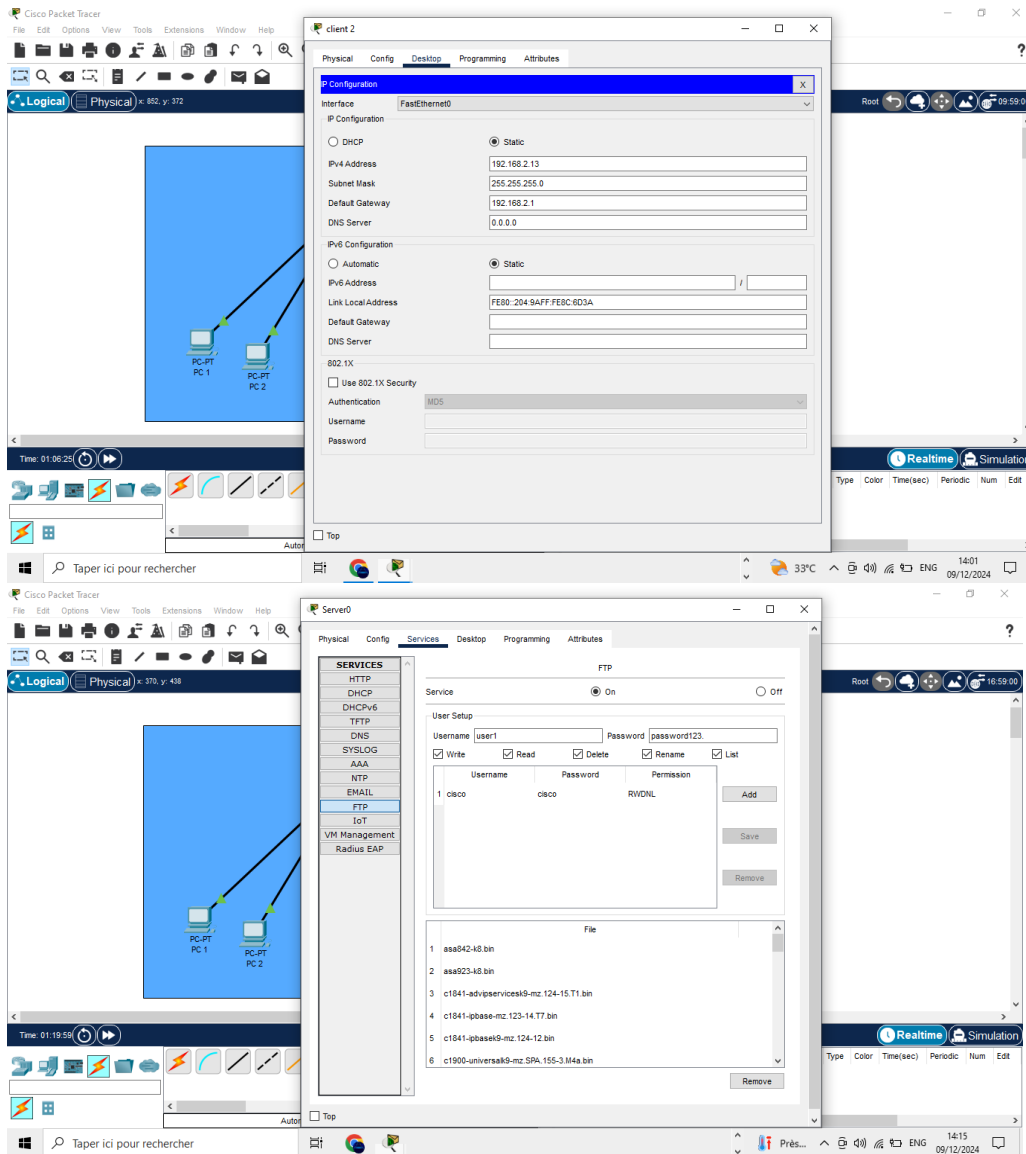 Cisco Packet Tracer
File Edit Options View Tools Extensions Window Help
Logical Physical x: 852, y: 372
Root 09:59:0
PC-PT
PC 1
PC-PT
PC 2
client 2
Physical Config Desktop Programming Attributes
IP Configuration X
Interface FastEthernet0
IP Configuration
DHCP Static
IPv4 Address 192.168.2.13
Subnet Mask 255.255.255.0
Default Gateway 192.168.2.1
DNS Server 0.0.0.0
IPv6 Configuration
Automatic Static
IPv6 Address /
Link Local Address FE80::204:9AFF:FE8C:6D3A
Default Gateway
DNS Server
802.1X
Use 802.1X Security
Authentication MD5
Username
Password
Top
Time: 01:06:25
Realtime Simulation
Type Color Time(sec) Periodic Num Edit
Auto
Taper ici pour rechercher
33°C ENG 14:01
09/12/2024
Cisco Packet Tracer
File Edit Options View Tools Extensions Window Help
?
Logical Physical x: 370, y: 438
Root 16:59:00
PC-PT
PC 1
PC-PT
PC 2
Server0
Physical Config Services Desktop Programming Attributes
SERVICES
HTTP
DHCP
DHCPv6
TFTP
DNS
SYSLOG
AAA
NTP
EMAIL
FTP
IoT
VM Management
Radius EAP
FTP
Service On Off
User Setup
Username user1 Password password123.
Write Read Delete Rename List
Username Password Permission
1 cisco cisco RWDNL
Add
Save
Remove
File
1 asa842-k8.bin
2 asa923-k8.bin
3 c1841-advipservicesk9-mz.124-15.T1.bin
4 c1841-ipbase-mz.123-14.T7.bin
5 c1841-ipbasek9-mz.124-12.bin
6 c1900-universalk9-mz.SPA.155-3.M4a.bin
Remove
Top
Time: 01:19:59
Realtime Simulation
Type Color Time(sec) Periodic Num Edit
Auto
Taper ici pour rechercher
Près... ENG 14:15
09/12/2024